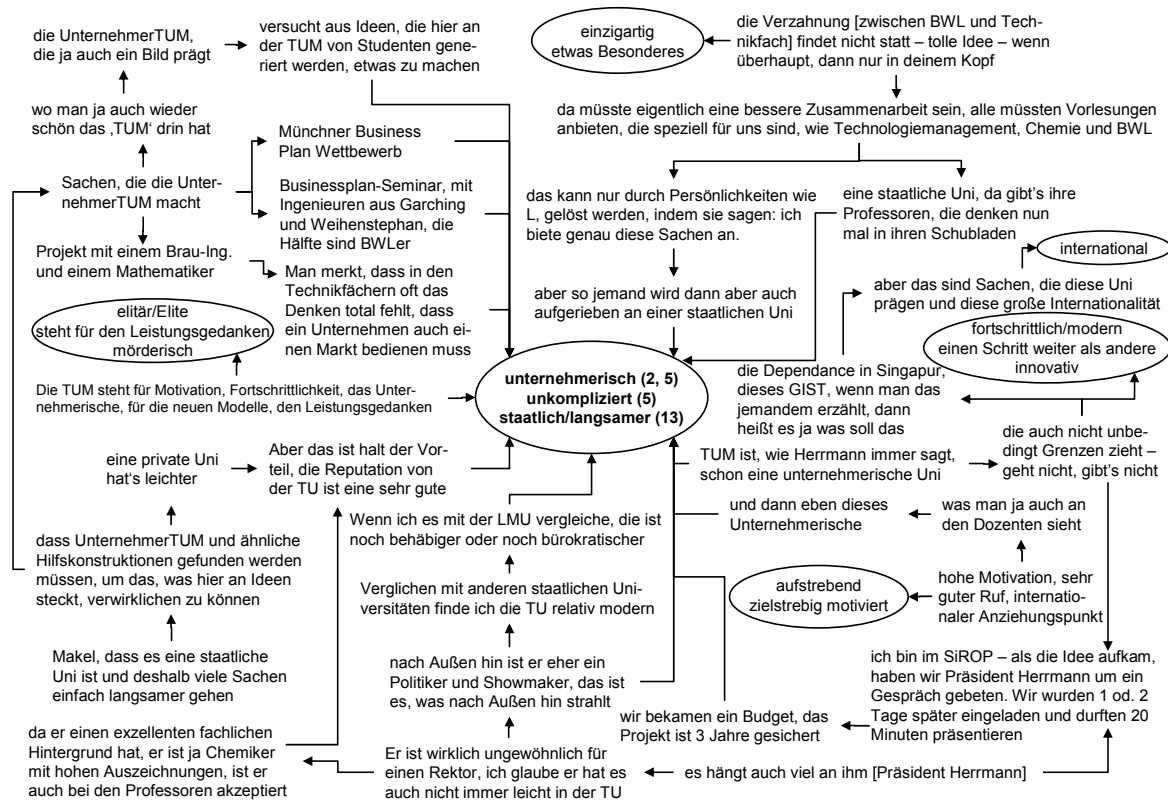 die UnternehmerTUM,
die ja auch ein Bild prägt
versucht aus Ideen, die hier an
der TUM von Studenten gene-
riert werden, etwas zu machen
einzigartig
etwas Besonderes
die Verzahnung [zwischen BWL und Tech-
nikfach] findet nicht statt – tolle Idee – wenn
überhaupt, dann nur in deinem Kopf
wo man ja auch wieder
schön das ‚TUM‘ drin hat
da müsste eigentlich eine bessere Zusammenarbeit sein, alle müssten Vorlesungen
anbieten, die speziell für uns sind, wie Technologiemanagement, Chemie und BWL
Münchner Business
Plan Wettbewerb
Sachen, die die Unter-
nehmerTUM macht
Businessplan-Seminar, mit
Ingenieuren aus Garching
und Weihenstephan, die
Hälfte sind BWLer
das kann nur durch Persönlichkeiten wie
L, gelöst werden, indem sie sagen: ich
biete genau diese Sachen an.
eine staatliche Uni, da gibt's ihre
Professoren, die denken nun
mal in ihren Schubladen
Projekt mit einem Brau-Ing.
und einem Mathematiker
international
Man merkt, dass in den
Technikfächern oft das
Denken total fehlt, dass
ein Unternehmen auch ei-
nen Markt bedienen muss
aber so jemand wird dann aber auch
aufgerieben an einer staatlichen Uni
aber das sind Sachen, die diese Uni
prägen und diese große Internationalität
elitär/Elite
steht für den Leistungsgedanken
mörderisch
fortschrittlich/modern
einen Schritt weiter als andere
innovativ
Die TUM steht für Motivation, Fortschrittlichkeit, das Unter-
nehmerische, für die neuen Modelle, den Leistungsgedanken
unternehmerisch (2, 5)
unkompliziert (5)
staatlich/langsamer (13)
die Dependance in Singapur,
dieses GIST, wenn man das
jemandem erzählt, dann
heißt es ja was soll das
eine private Uni
hat's leichter
Aber das ist halt der Vor-
teil, die Reputation von
der TU ist eine sehr gute
TUM ist, wie Herrmann immer sagt,
schon eine unternehmerische Uni
die auch nicht unbe-
dingt Grenzen zieht –
geht nicht, gibt's nicht
und dann eben dieses
Unternehmerische
was man ja auch an
den Dozenten sieht
Wenn ich es mit der LMU vergleiche, die ist
noch behäbiger oder noch bürokratischer
dass UnternehmerTUM und ähnliche
Hilfskonstruktionen gefunden werden
müssen, um das, was hier an Ideen
steckt, verwirklichen zu können
aufstrebend
zielstrebig motiviert
hohe Motivation, sehr
guter Ruf, internatio-
naler Anziehungspunkt
Verglichen mit anderen staatlichen Uni-
versitäten finde ich die TU relativ modern
Makel, dass es eine staatliche
Uni ist und deshalb viele Sachen
einfach langsamer gehen
nach Außen hin ist er eher ein
Politiker und Showmaker, das ist
es, was nach Außen hin strahlt
ich bin im SiROP – als die Idee aufkam,
haben wir Präsident Herrmann um ein
Gespräch gebeten. Wir wurden 1 od. 2
Tage später eingeladen und durften 20
Minuten präsentieren
wir bekamen ein Budget, das
Projekt ist 3 Jahre gesichert
da er einen exzellenten fachlichen
Hintergrund hat, er ist ja Chemiker
mit hohen Auszeichnungen, ist er
auch bei den Professoren akzeptiert
Er ist wirklich ungewöhnlich für
einen Rektor, ich glaube er hat es
auch nicht immer leicht in der TU
es hängt auch viel an ihm [Präsident Herrmann]